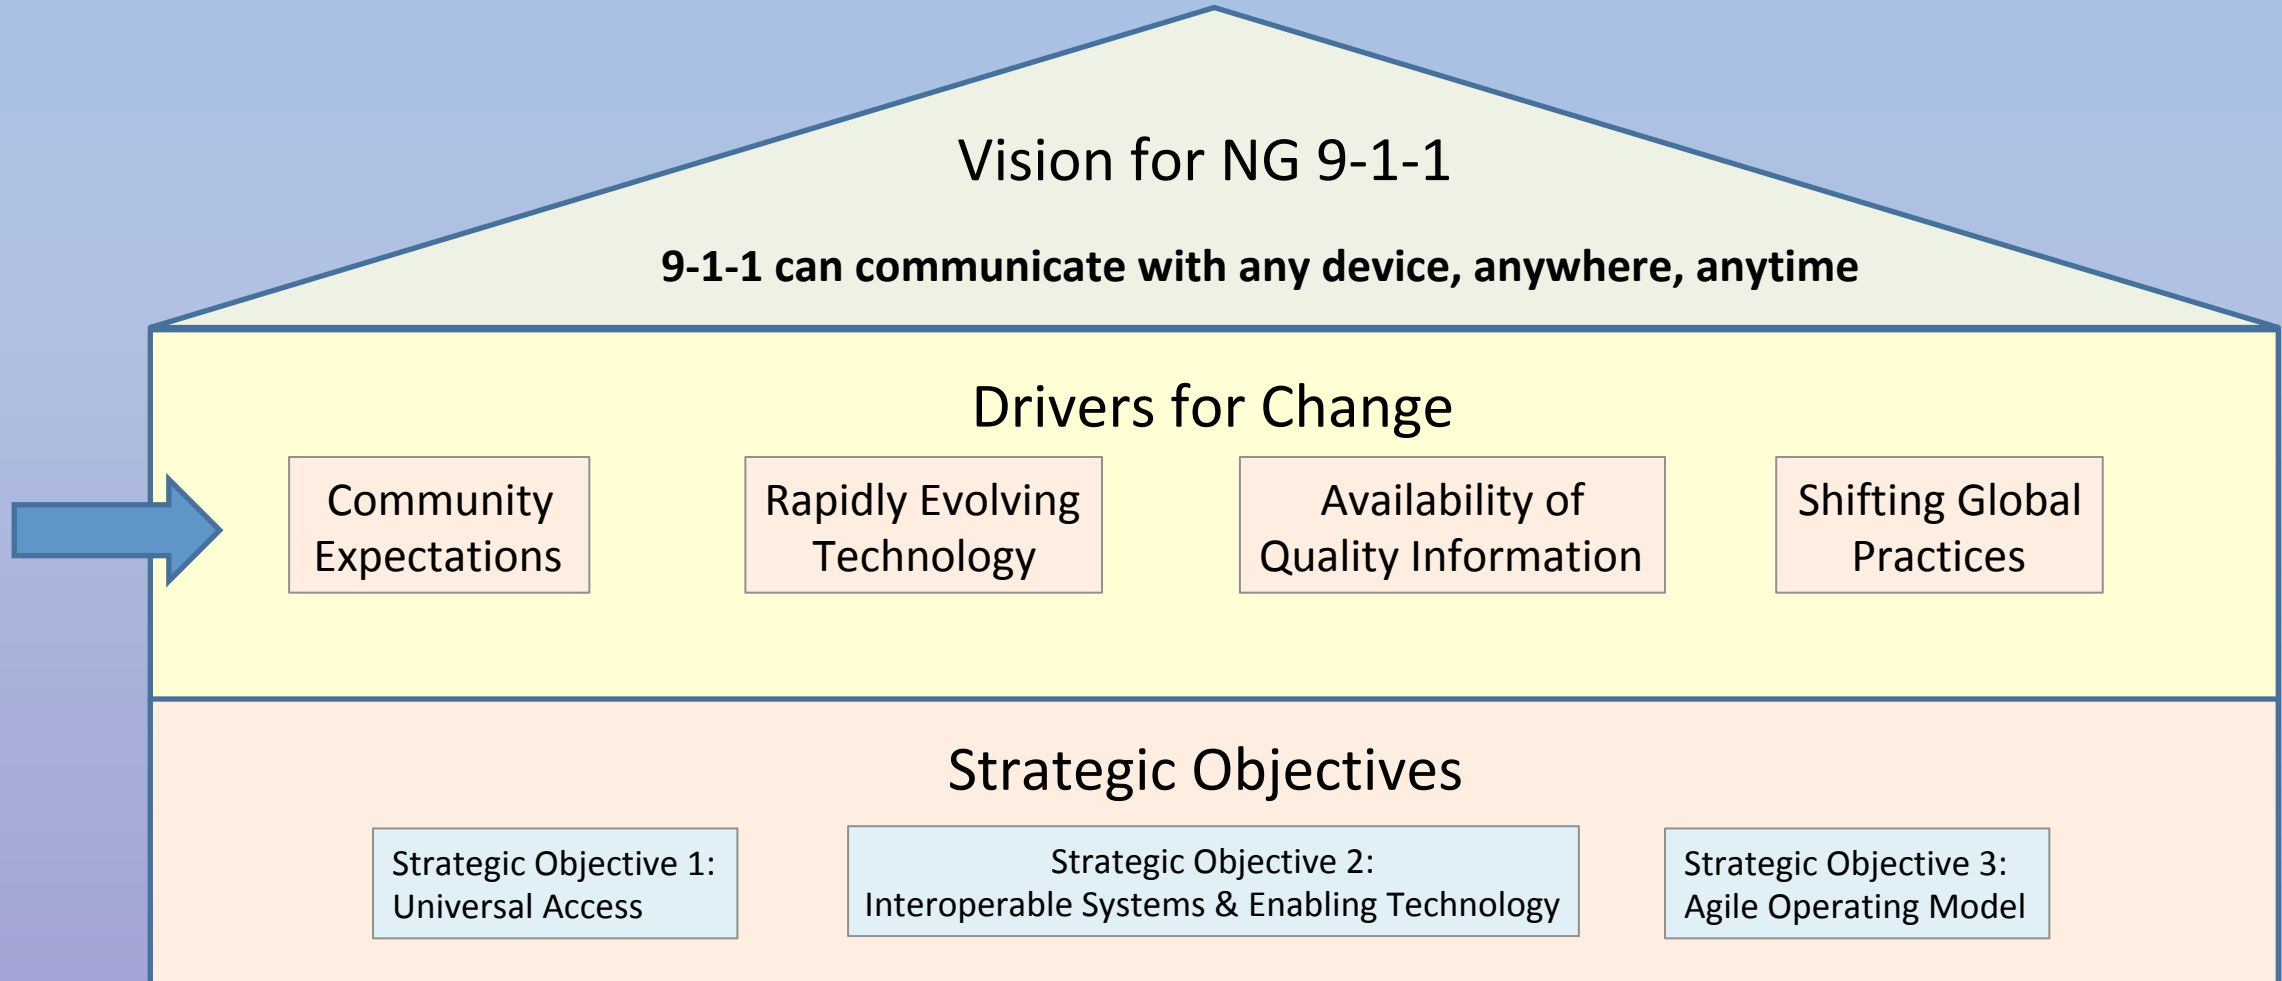 Vision for NG 9-1-1
9-1-1 can communicate with any device, anywhere, anytime
Drivers for Change
Community
Expectations
Rapidly Evolving
Technology
Availability of
Quality Information
Shifting Global
Practices
Strategic Objectives
Strategic Objective 1:
Universal Access
Strategic Objective 2:
Interoperable Systems & Enabling Technology
Strategic Objective 3:
Agile Operating Model